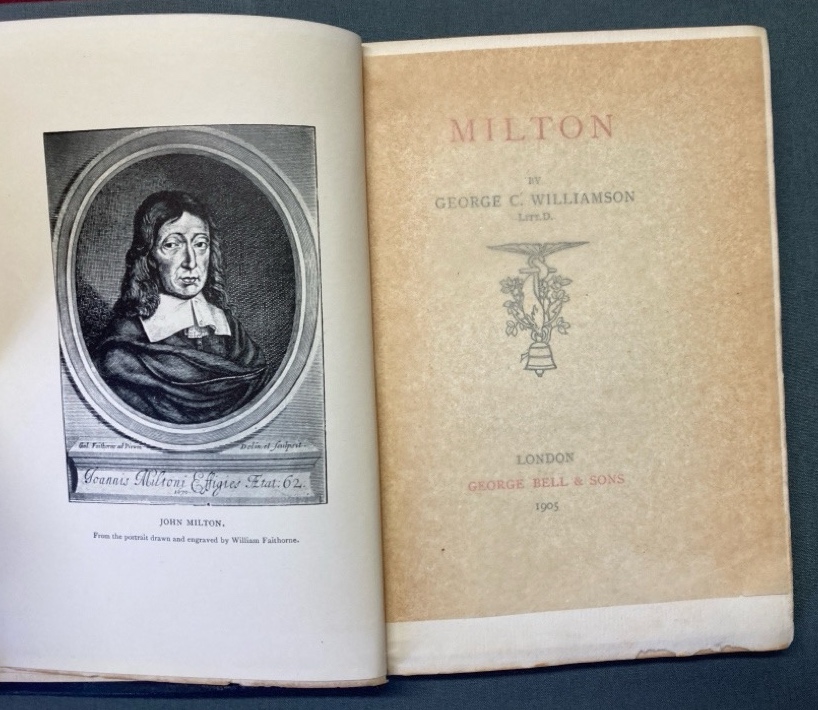 Gul. Faithorne ad Vivum Delin. et sculpsit.
Joannis Miltoni Effigies Ætat: 62.
1670.
JOHN MILTON.
From the portrait drawn and engraved by William Faithorne.
MILTON
BY
GEORGE C. WILLIAMSON
LITT.D.
LONDON
GEORGE BELL & SONS
1905